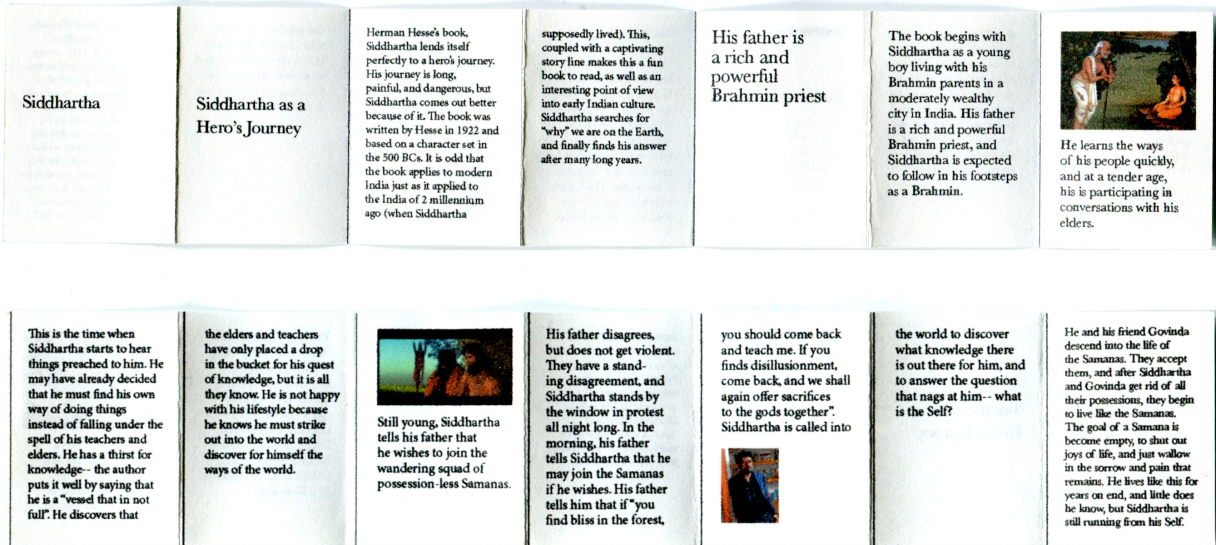 Siddhartha
Siddhartha as a
Hero's Journey
Herman Hesse's book,
Siddhartha lends itself
perfectly to a hero's journey.
His journey is long,
painful, and dangerous, but
Siddhartha comes out better
because of it. The book was
written by Hesse in 1922 and
based on a character set in
the 500 BCs. It is odd that
the book applies to modern
India just as it applied to
the India of 2 millennium
ago (when Siddhartha
supposedly lived). This,
coupled with a captivating
story line makes this a fun
book to read, as well as an
interesting point of view
into early Indian culture.
Siddhartha searches for
"why" we are on the Earth,
and finally finds his answer
after many long years.
His father is
a rich and
powerful
Brahmin priest
The book begins with
Siddhartha as a young
boy living with his
Brahmin parents in a
moderately wealthy
city in India. His father
is a rich and powerful
Brahmin priest, and
Siddhartha is expected
to follow in his footsteps
as a Brahmin.
He learns the ways
of his people quickly,
and at a tender age,
his is participating in
conversations with his
elders.
This is the time when
Siddhartha starts to hear
things preached to him. He
may have already decided
that he must find his own
way of doing things
instead of falling under the
spell of his teachers and
elders. He has a thirst for
knowledge-- the author
puts it well by saying that
he is a "vessel that in not
full". He discovers that
the elders and teachers
have only placed a drop
in the bucket for his quest
of knowledge, but it is all
they know. He is not happy
with his lifestyle because
he knows he must strike
out into the world and
discover for himself the
ways of the world.
Still young, Siddhartha
tells his father that
he wishes to join the
wandering squad of
possession-less Samanas.
His father disagrees,
but does not get violent.
They have a stand-
ing disagreement, and
Siddhartha stands by
the window in protest
all night long. In the
morning, his father
tells Siddhartha that he
may join the Samanas
if he wishes. His father
tells him that if "you
find bliss in the forest,
you should come back
and teach me. If you
finds disillusionment,
come back, and we shall
again offer sacrifices
to the gods together".
Siddhartha is called into
the world to discover
what knowledge there
is out there for him, and
to answer the question
that nags at him-- what
is the Self?
He and his friend Govinda
descend into the life of
the Samanas. They accept
them, and after Siddhartha
and Govinda get rid of all
their possessions, they begin
to live like the Samanas.
The goal of a Samana is
become empty, to shut out
joys of life, and just wallow
in the sorrow and pain that
remains. He lives like this for
years on end, and little does
he know, but Siddhartha is
still running from his Self.